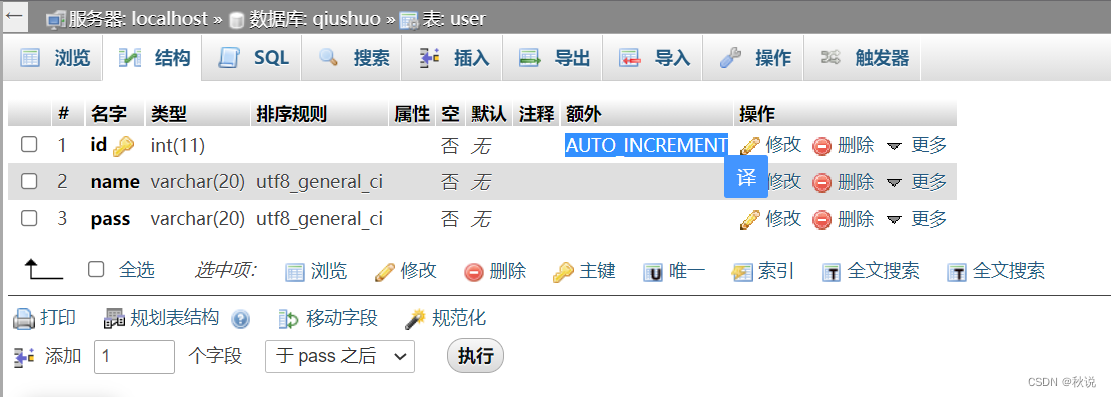 ← 服务器: localhost » 数据库: qiushuo » 表: user
浏览 结构 SQL 搜索 插入 导出 导入 操作 触发器
# 名字 类型 排序规则 属性 空 默认 注释 额外 操作
1 id int(11) 否 无 AUTO_INCREMENT 修改 删除 更多
译
2 name varchar(20) utf8_general_ci 否 无 修改 删除 更多
3 pass varchar(20) utf8_general_ci 否 无 修改 删除 更多
全选 选中项: 浏览 修改 删除 主键 唯一 索引 全文搜索 全文搜索
打印 规划表结构 移动字段 规范化
添加 1 个字段 于 pass 之后 执行
CSDN @秋说